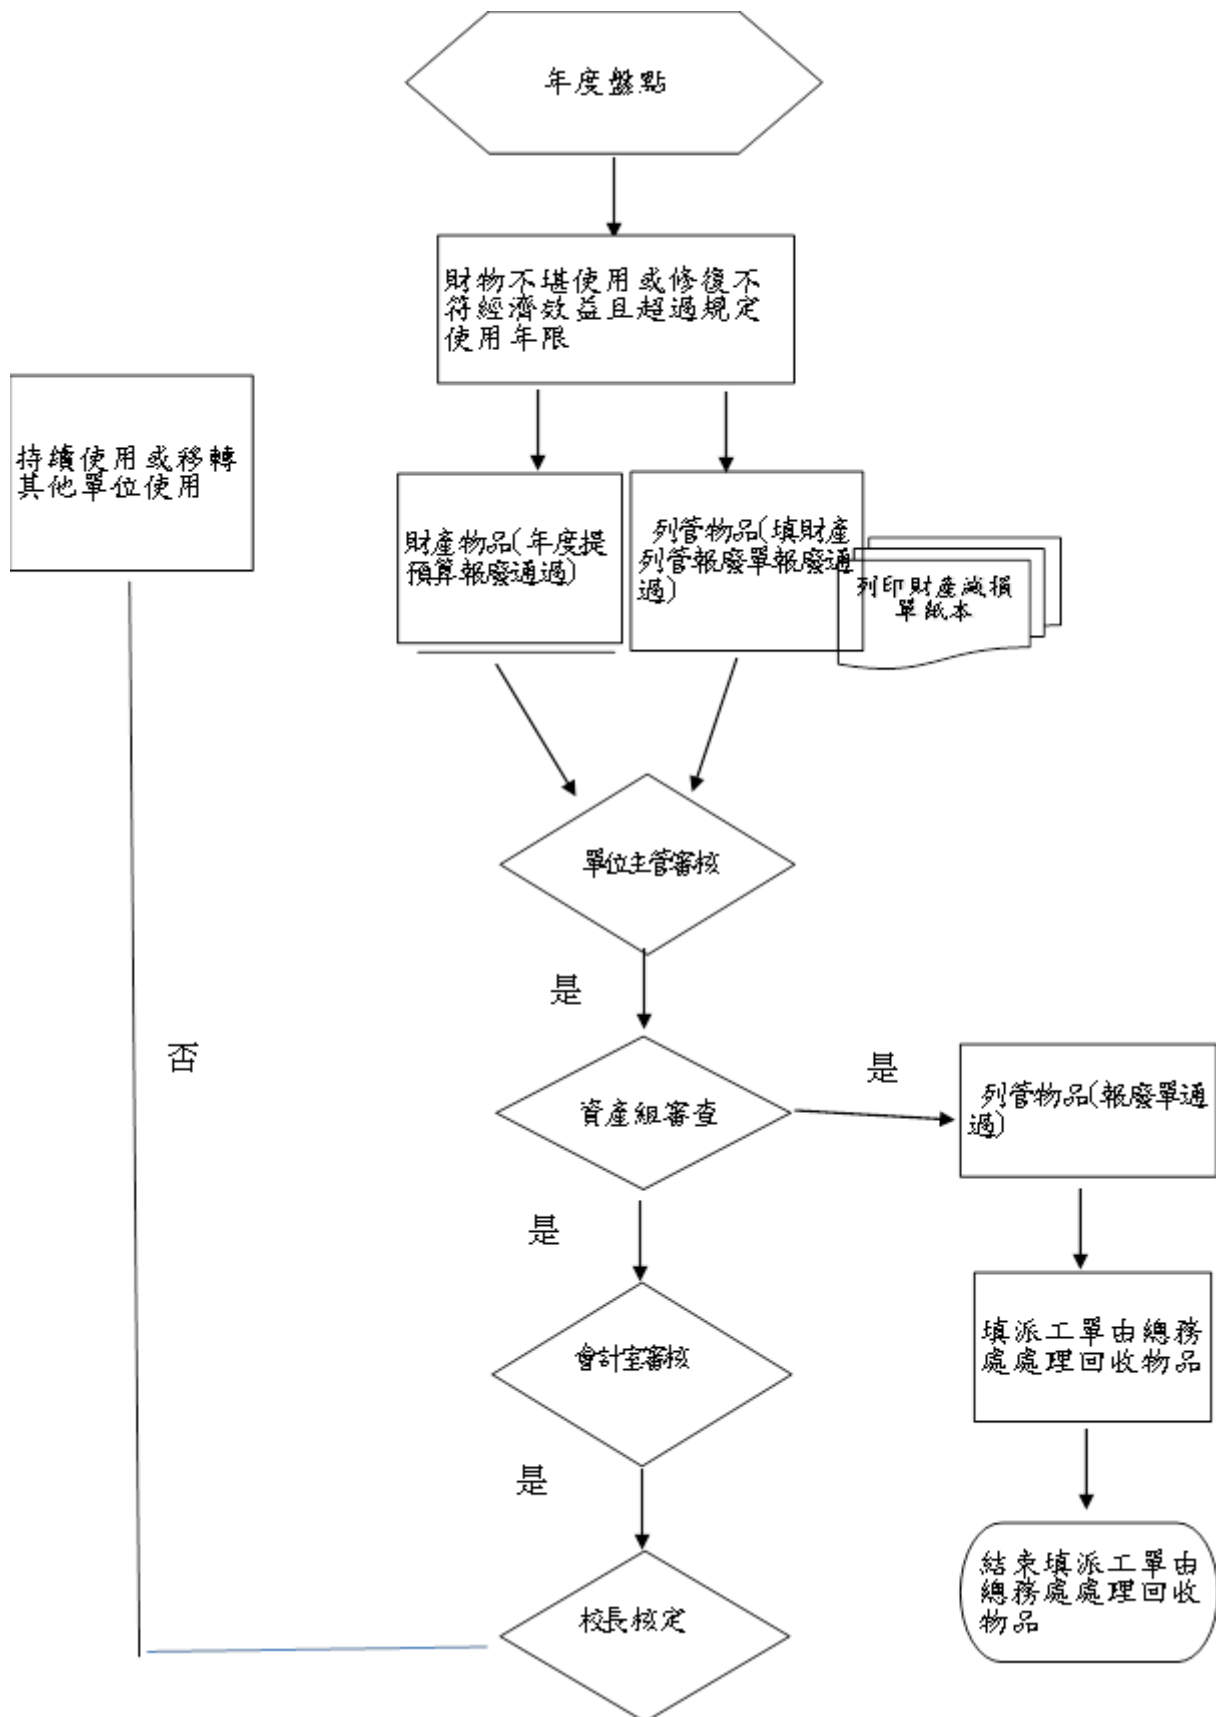 年度盤點
財物不堪使用或修復不
符經濟效益且超過規定
使用年限
持續使用或移轉
其他單位使用
財產物品(年度提
預算報廢通過)
列管物品(填財產
列管報廢單報廢通
過)
列印財產減損
單紙本
單位主管審核
是
否
資產組審查
是
列管物品(報廢單通
過)
是
會計室審核
填派工單由總務
處處理回收物品
是
結束填派工單由
總務處處理回收
物品
校長核定